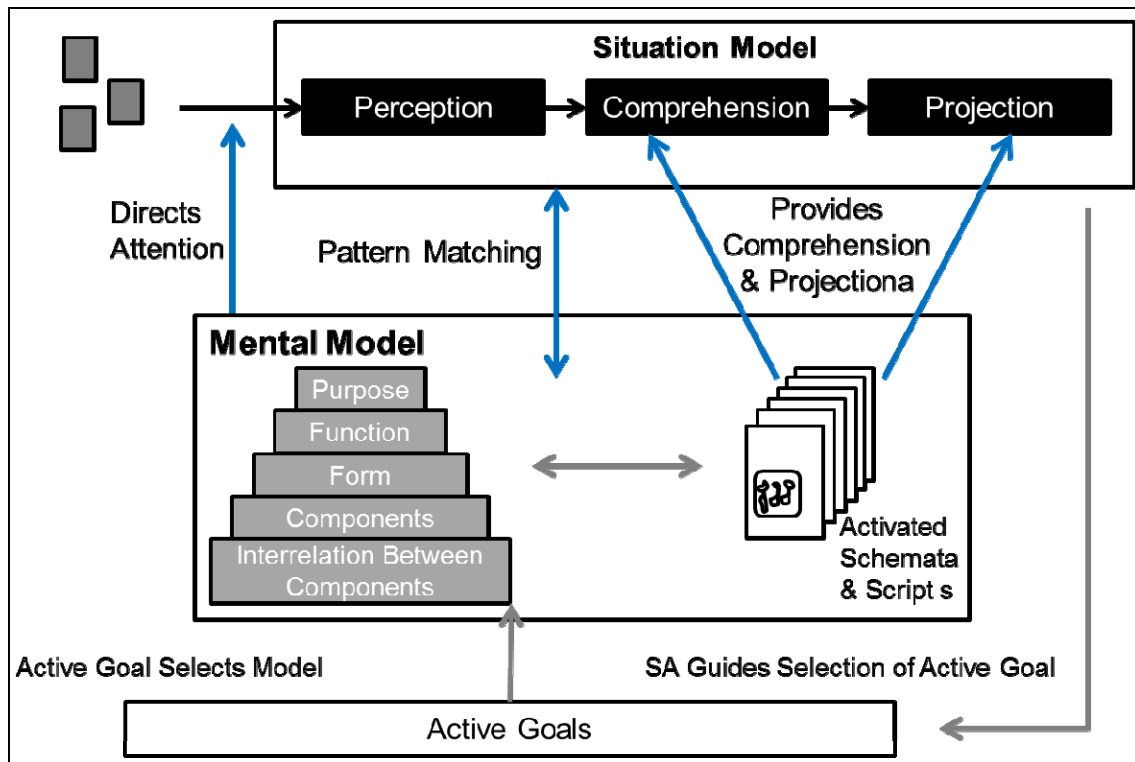 Situation Model
Perception
Comprehension
Projection
Directs
Attention
Pattern Matching
Provides
Comprehension
& Projectiona
Mental Model
Purpose
Function
Form
Components
Interrelation Between
Components
Activated
Schemata
& Script s
Active Goal Selects Model
SA Guides Selection of Active Goal
Active Goals